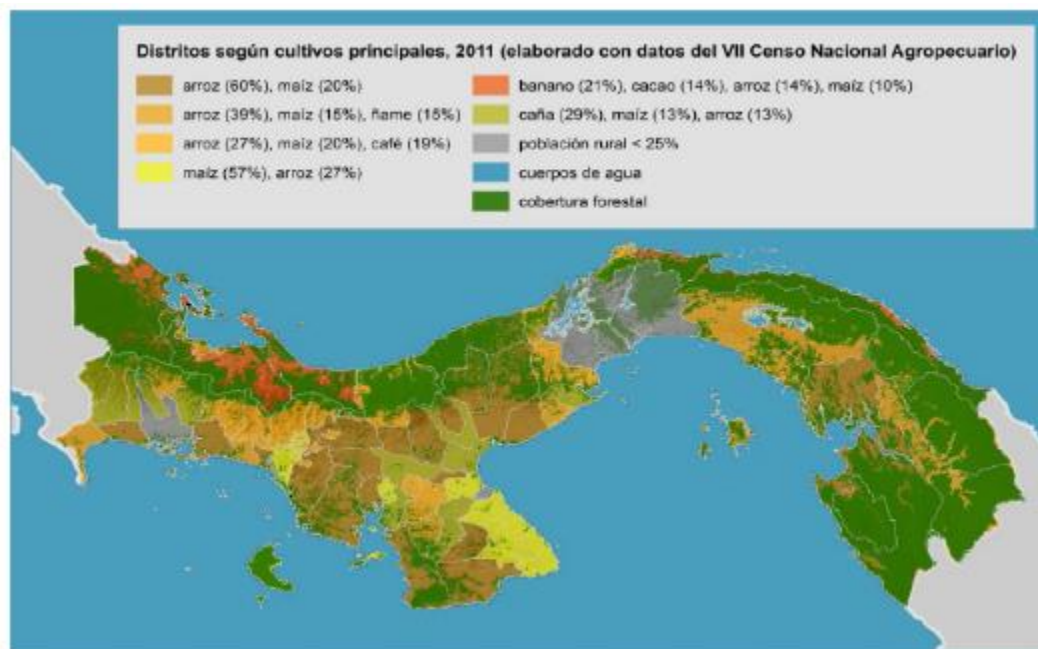 Distritos según cultivos principales, 2011 (elaborado con datos del VII Censo Nacional Agropecuario)
arroz (60%), maíz (20%)
arroz (39%), maíz (15%), ñame (15%)
arroz (27%), maíz (20%), café (19%)
maíz (57%), arroz (27%)
banano (21%), cacao (14%), arroz (14%), maíz (10%)
caña (29%), maíz (13%), arroz (13%)
población rural < 25%
cuerpos de agua
cobertura forestal